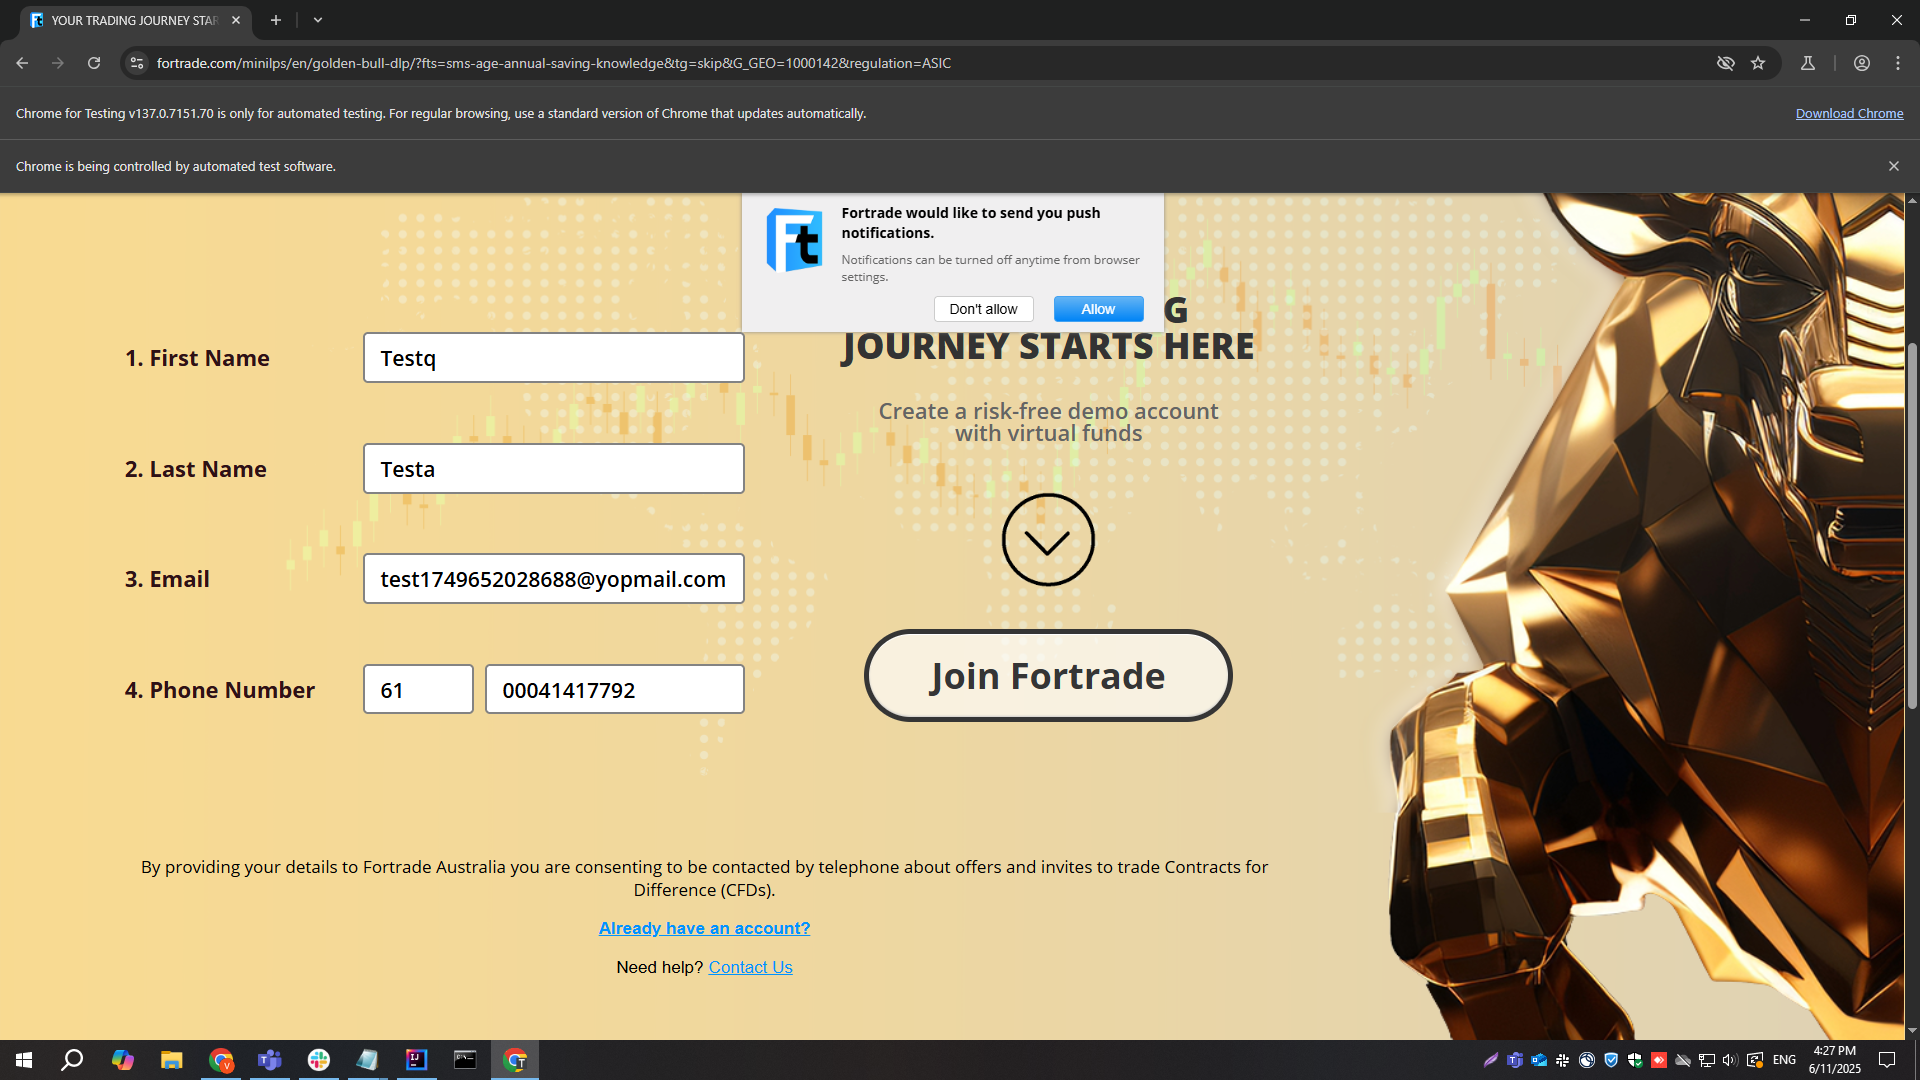 YOUR TRADING JOURNEY STAR
fortrade.com/minilps/en/golden-bull-dlp/?fts=sms-age-annual-saving-knowledge&tg=skip&G_GEO=1000142&regulation=ASIC
Chrome for Testing v137.0.7151.70 is only for automated testing. For regular browsing, use a standard version of Chrome that updates automatically.
Download Chrome
Chrome is being controlled by automated test software.
Ft
Fortrade would like to send you push
notifications.
Notifications can be turned off anytime from browser
settings.
Don't allow
Allow
G
JOURNEY STARTS HERE
Create a risk-free demo account
with virtual funds
1. First Name
Testq
2. Last Name
Testa
3. Email
test1749652028688@yopmail.com
4. Phone Number
61
00041417792
Join Fortrade
By providing your details to Fortrade Australia you are consenting to be contacted by telephone about offers and invites to trade Contracts for
Difference (CFDs).
Already have an account?
Need help? Contact Us
ENG
4:27 PM
6/11/2025